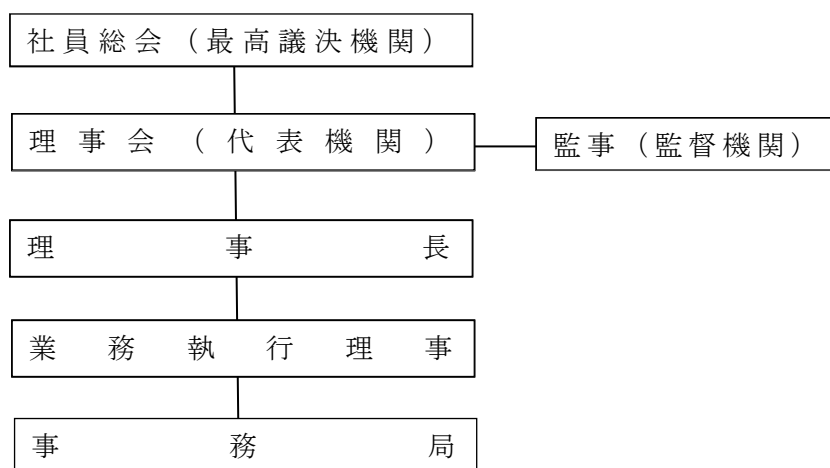 社員総会（最高議決機関）
理事会（代表機関）
監事（監督機関）
理事長
業務執行理事
事務局